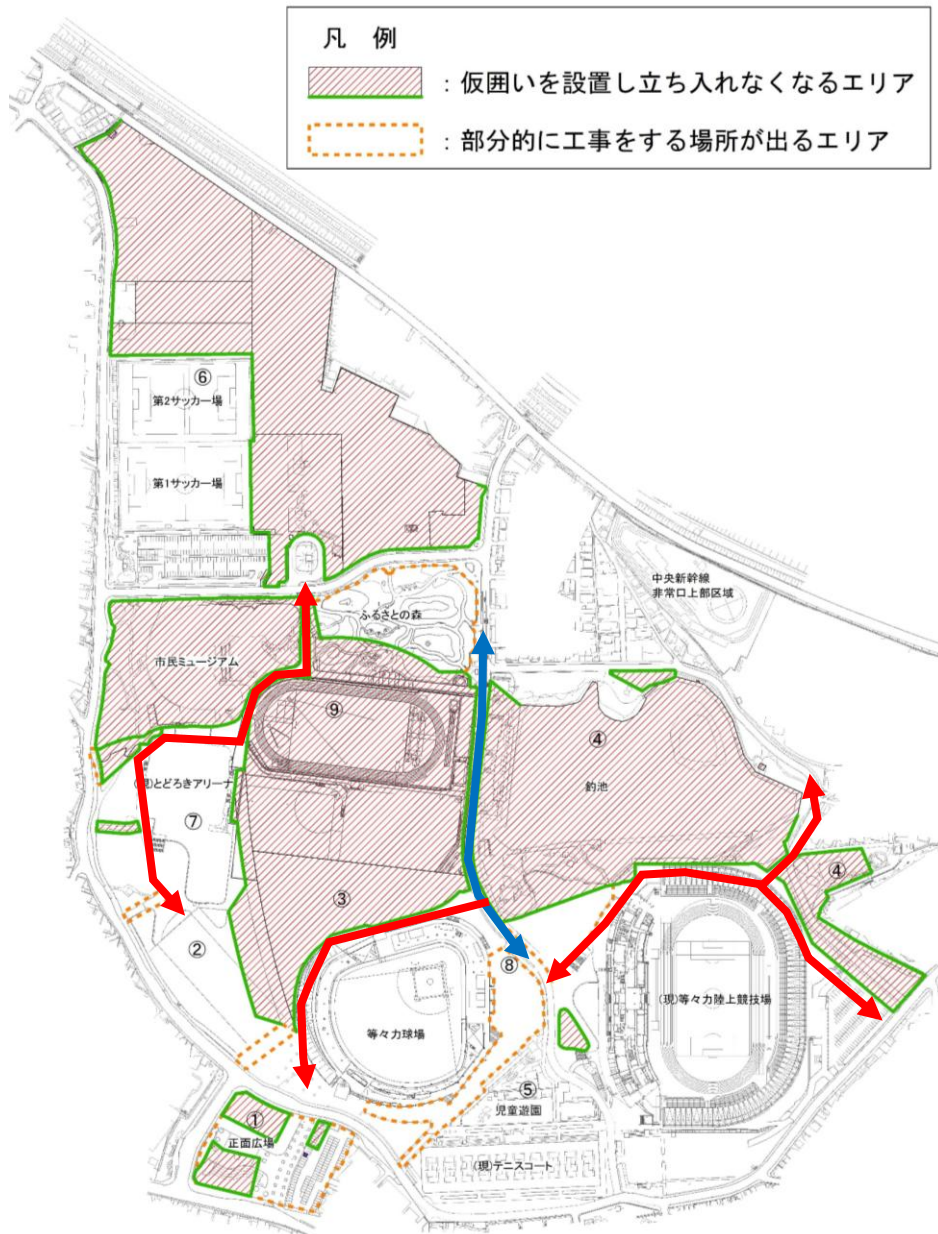 凡 例
：仮囲いを設置し立ち入れなくなるエリア
：部分的に工事をする場所が出るエリア
⑥
第2サッカー場
第1サッカー場
中央新幹線
非常口上部区域
ふるさとの森
市民ミュージアム
⑨
④
釣池
(現)とどろきアリーナ
⑦
④
③
②
⑧
(現)等々力陸上競技場
等々力球場
⑤
児童遊園
①
正面広場
(現)テニスコート